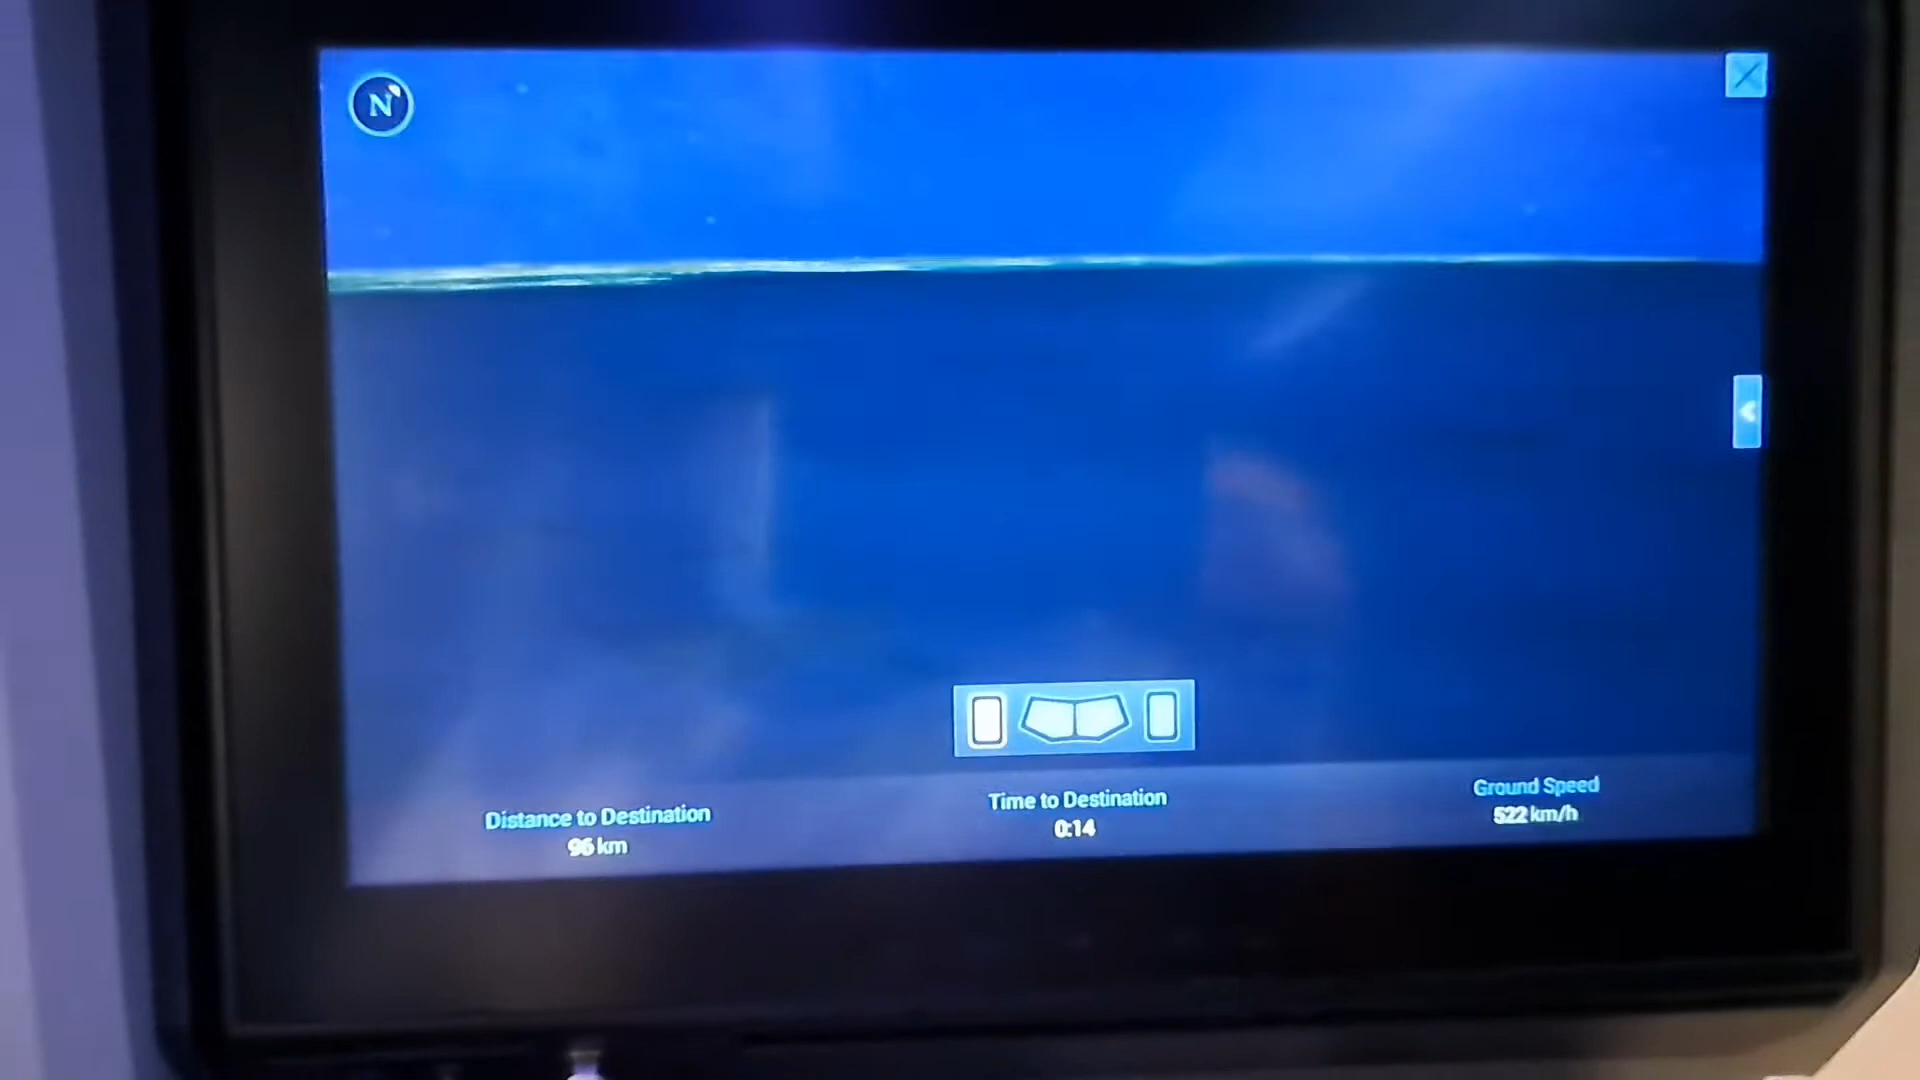 N
Distance to Destination
96 km
Time to Destination
0:14
Ground Speed
522 km/h